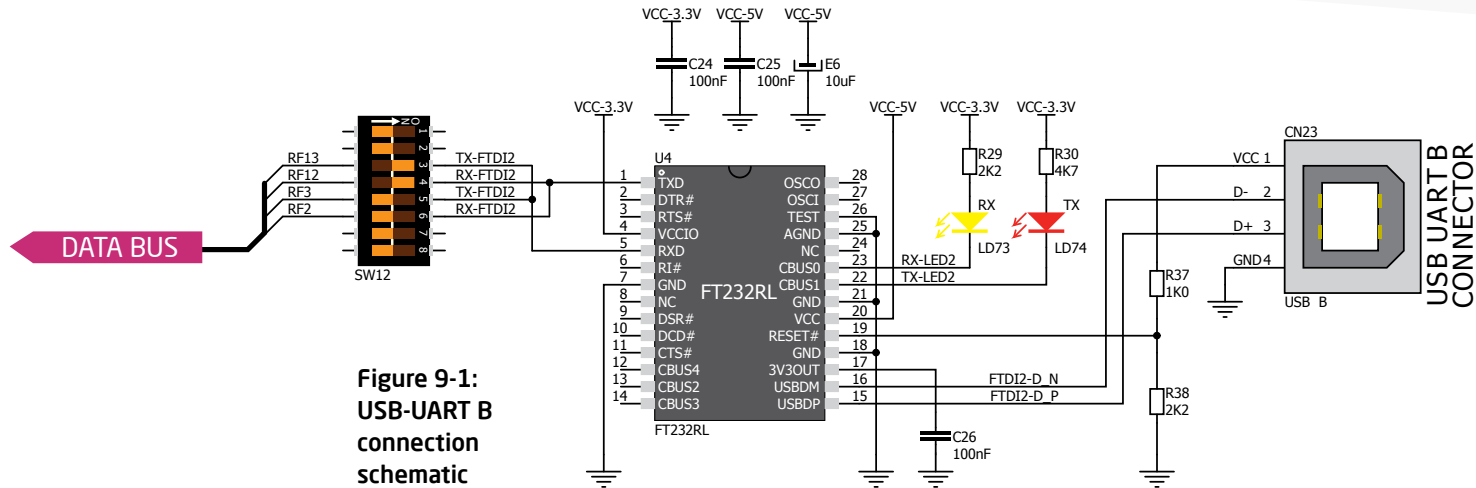 VCC-3.3V VCC-5V VCC-5V
C24
100nF
C25
100nF
E6
10uF
VCC-3.3V
VCC-5V
VCC-3.3V
VCC-3.3V
DATA BUS
RF13
RF12
RF3
RF2
ON
1
2
3
4
5
6
7
8
SW12
TX-FTDI2
RX-FTDI2
TX-FTDI2
RX-FTDI2
U4
1 TXD
2 DTR#
3 RTS#
4 VCCIO
5 RXD
6 RI#
7 GND
8 NC
9 DSR#
10 DCD#
11 CTS#
12 CBUS4
13 CBUS2
14 CBUS3
FT232RL
OSCO 28
OSCI 27
TEST 26
AGND 25
NC 24
CBUS0 23
CBUS1 22
GND 21
VCC 20
RESET# 19
GND 18
3V3OUT 17
USBDM 16
USBDP 15
FT232RL
RX-LED2
TX-LED2
R29
2K2
R30
4K7
RX
LD73
TX
LD74
FTDI2-D_N
FTDI2-D_P
C26
100nF
R37
1K0
R38
2K2
CN23
VCC 1
D- 2
D+ 3
GND 4
USB B
USB UART B
CONNECTOR
Figure 9-1:
USB-UART B
connection
schematic